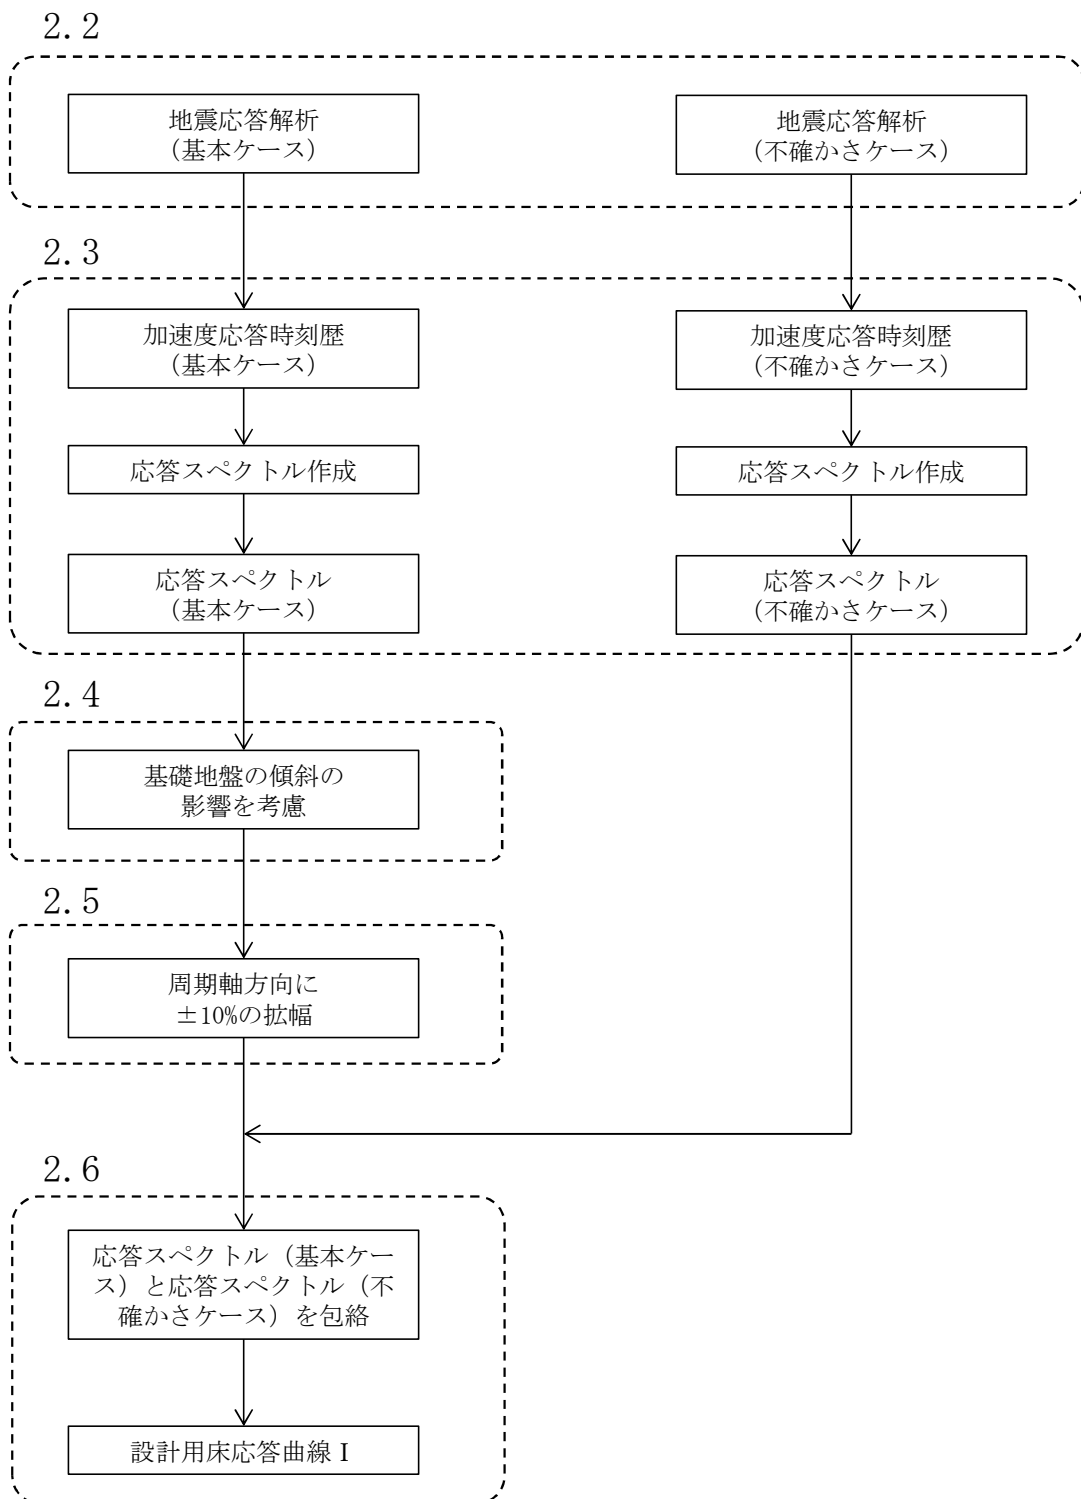 2.2
地震応答解析
（基本ケース）
地震応答解析
（不確かさケース）
2.3
加速度応答時刻歴
（基本ケース）
加速度応答時刻歴
（不確かさケース）
応答スペクトル作成
応答スペクトル作成
応答スペクトル
（基本ケース）
応答スペクトル
（不確かさケース）
2.4
基礎地盤の傾斜の
影響を考慮
2.5
周期軸方向に
±10%の拡幅
2.6
応答スペクトル（基本ケー
ス）と応答スペクトル（不
確かさケース）を包絡
設計用床応答曲線Ⅰ